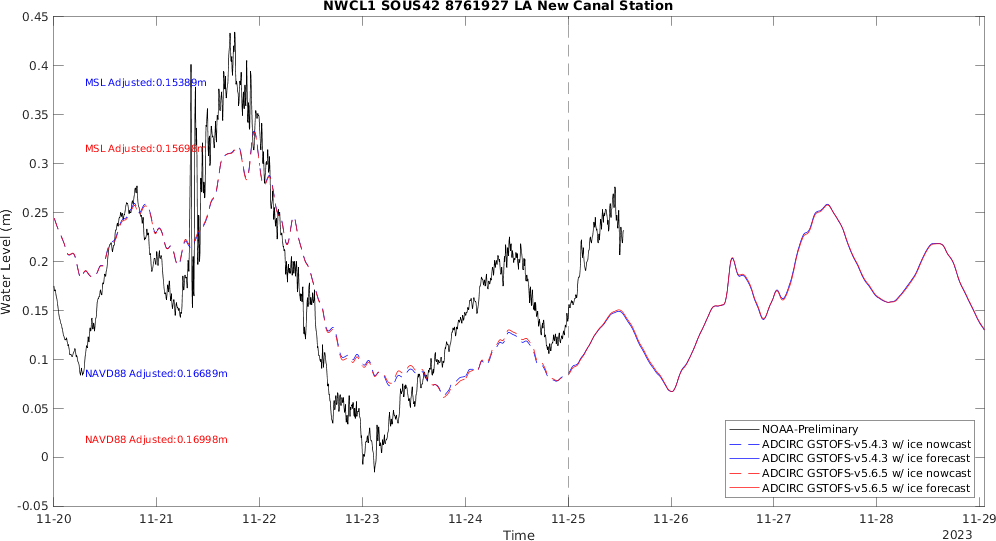 NWCL1 SOUS42 8761927 LA New Canal Station
0.45
0.4
0.35
0.3
0.25
0.2
0.15
0.1
0.05
0
-0.05
Water Level (m)
MSL Adjusted:0.15389m
MSL Adjusted:0.15698m
NAVD88 Adjusted:0.16689m
NAVD88 Adjusted:0.16998m
NOAA-Preliminary
ADCIRC GSTOFS-v5.4.3 w/ ice nowcast
ADCIRC GSTOFS-v5.4.3 w/ ice forecast
ADCIRC GSTOFS-v5.6.5 w/ ice nowcast
ADCIRC GSTOFS-v5.6.5 w/ ice forecast
11-20 11-21 11-22 11-23 11-24 11-25 11-26 11-27 11-28 11-29
Time
2023